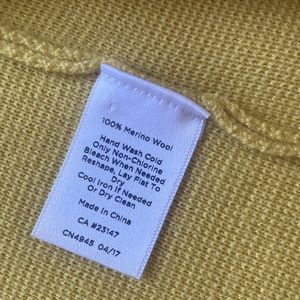 100% Merino Wool
Hand Wash Cold
Only Non-Chlorine
Bleach When Needed
Reshape, Lay Flat To
Dry
Cool Iron If Needed
Or Dry Clean
Made In China
CA #23147
CN4945 04/17